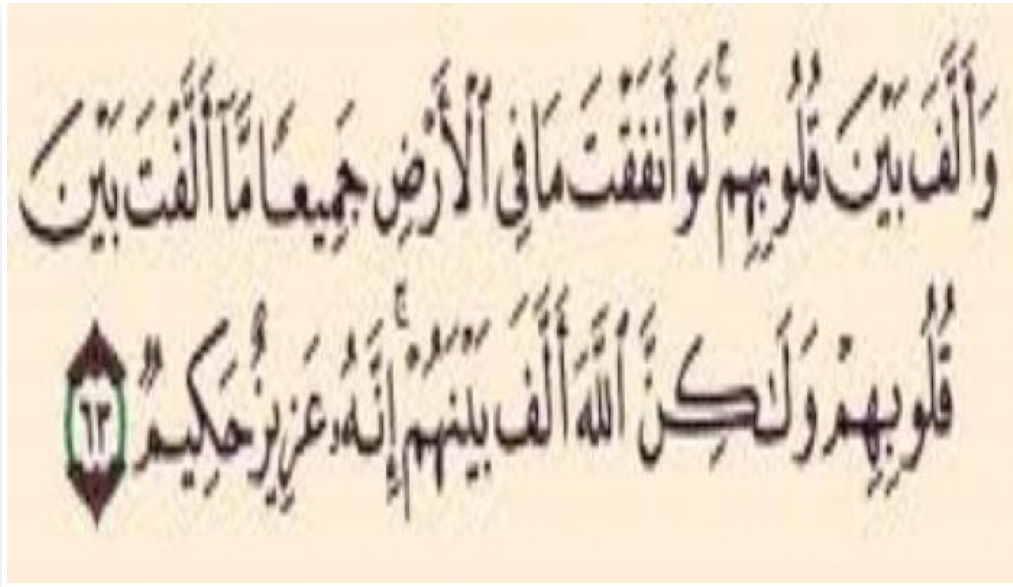 وَأَلَّفَ بَيْنَ قُلُوبِهِمْ ۚ لَوْ أَنفَقْتَ مَا فِى ٱلْأَرْضِ جَمِيعًا مَّآ أَلَّفْتَ بَيْنَ
قُلُوبِهِمْ وَلَـٰكِنَّ ٱللَّهَ أَلَّفَ بَيْنَهُمْ ۚ إِنَّهُۥ عَزِيزٌ حَكِيمٌ ٦٣